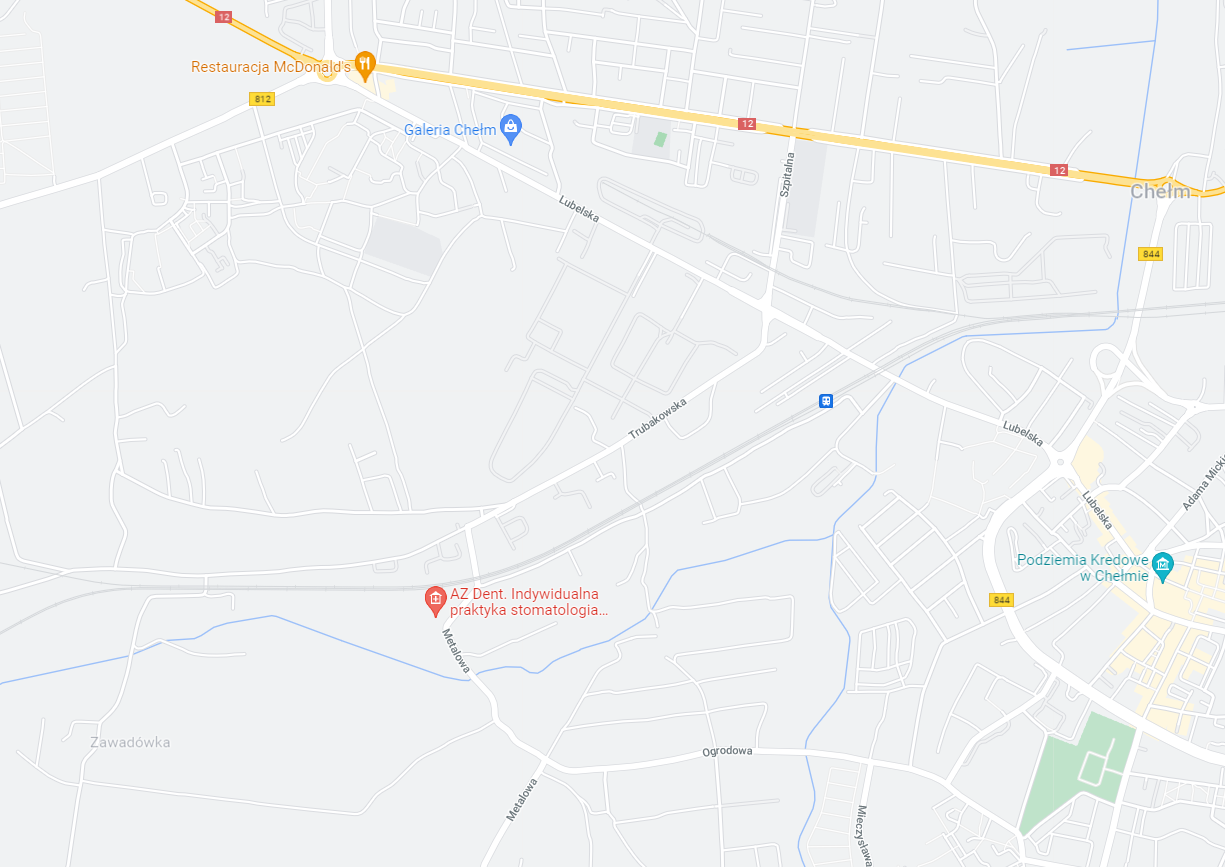 12
Restauracja McDonald's
812
Galeria Chełm
12
12
Szpitalna
Chełm
Lubelska
844
Trubakowska
Lubelska
Adama Mickie
Lubelska
Podziemia Kredowe
w Chełmie
AZ Dent. Indywidualna
praktyka stomatologia...
844
Metalowa
Zawadówka
Ogrodowa
Metalowa
Mieczysława